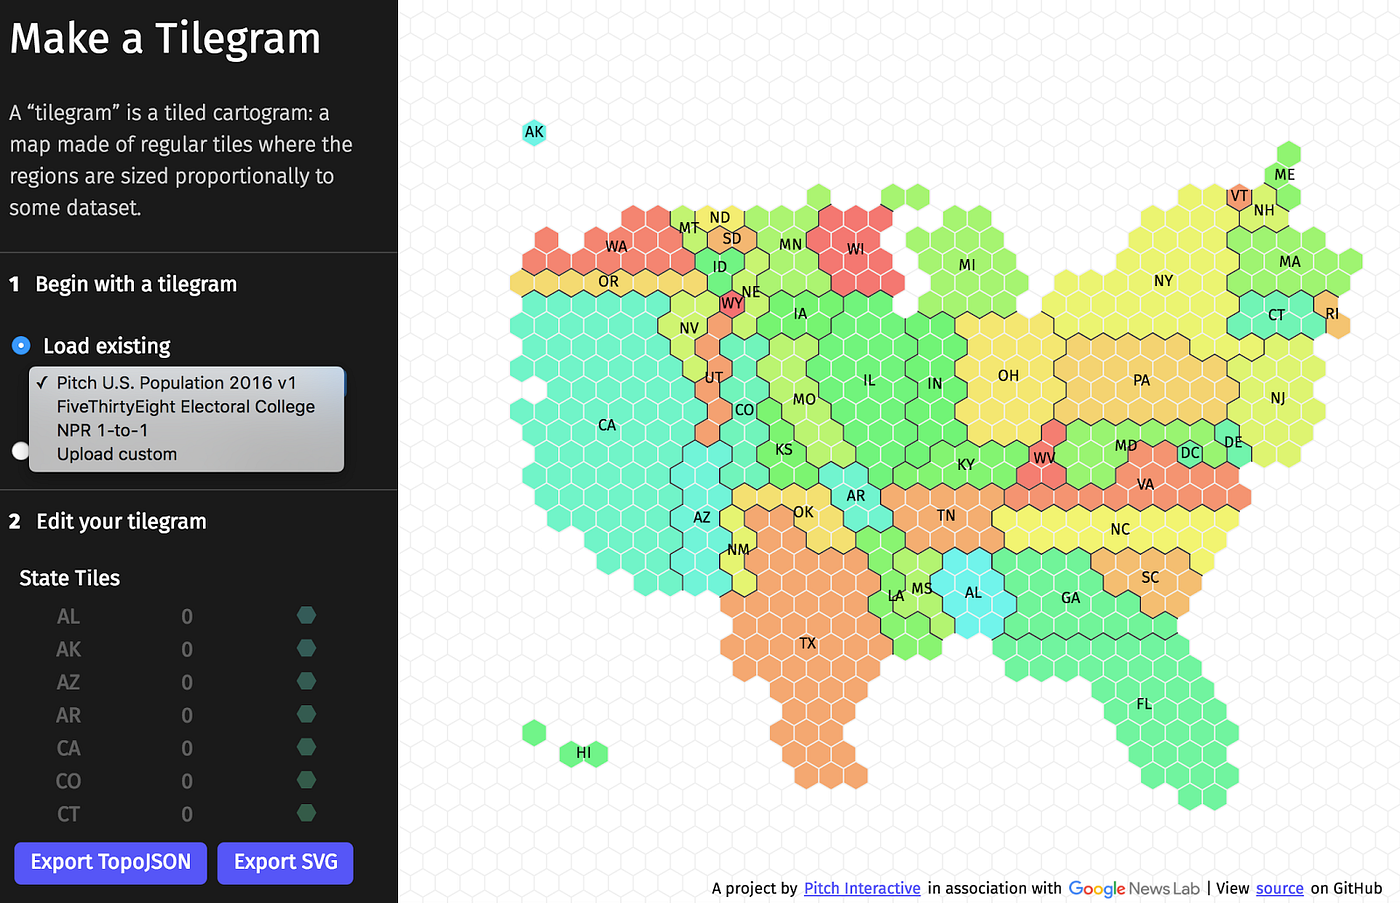 Make a Tilegram
A “tilegram” is a tiled cartogram: a
map made of regular tiles where the
regions are sized proportionally to
some dataset.
1 Begin with a tilegram
Load existing
✓ Pitch U.S. Population 2016 v1
FiveThirtyEight Electoral College
NPR 1-to-1
Upload custom
2 Edit your tilegram
State Tiles
AL 0
AK 0
AZ 0
AR 0
CA 0
CO 0
CT 0
Export TopoJSON Export SVG
AK
ME
VT
NH
MT ND
SD
WA
MN
WI
MI
MA
ID
OR
NE
NY
WY
IA
CT RI
NV
UT
CO
MO
IL
IN
OH
PA
NJ
CA
KS
KY
WV
MD
DC
DE
VA
AR
AZ
OK
TN
NC
NM
SC
LA
MS
AL
GA
TX
FL
HI
A project by Pitch Interactive in association with Google News Lab | View source on GitHub